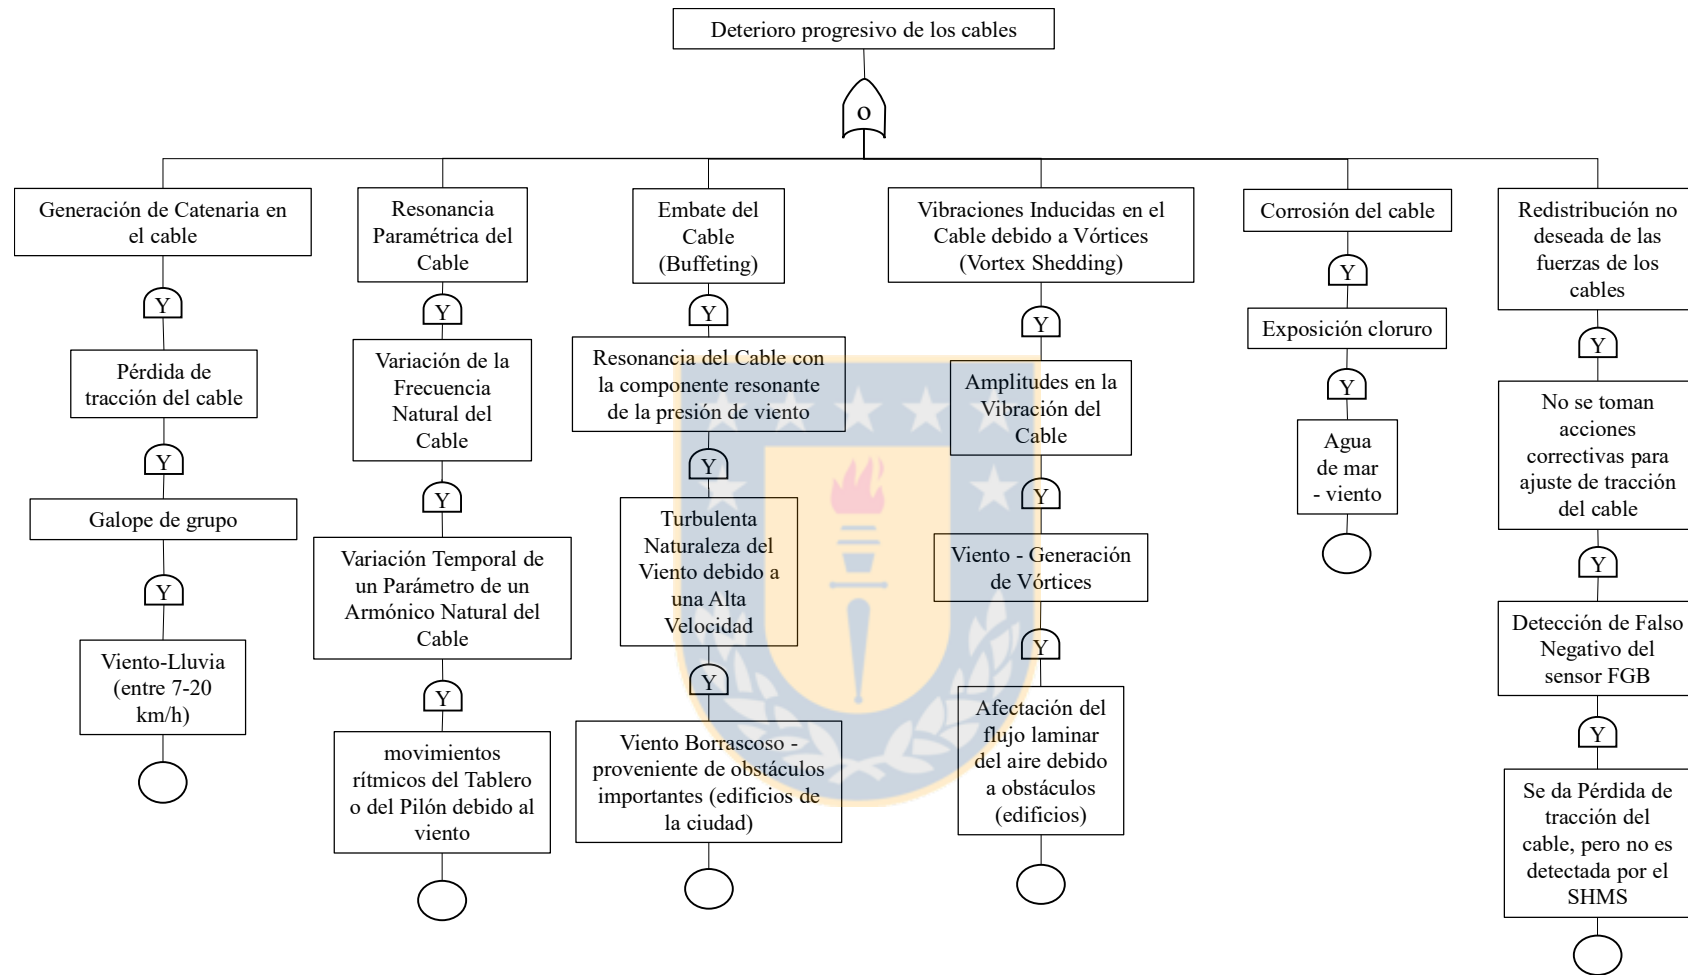 Deterioro progresivo de los cables
o
Generación de Catenaria en
el cable
Y
Pérdida de
tracción del cable
Y
Galope de grupo
Y
Viento-Lluvia
(entre 7-20
km/h)
Resonancia
Paramétrica del
Cable
Y
Variación de la
Frecuencia
Natural del
Cable
Y
Variación Temporal de
un Parámetro de un
Armónico Natural del
Cable
Y
movimientos
rítmicos del Tablero
o del Pilón debido al
viento
Embate del
Cable
(Buffeting)
Y
Resonancia del Cable con
la componente resonante
de la presión de viento
Y
Turbulenta
Naturaleza del
Viento debido a
una Alta
Velocidad
Y
Viento Borrascoso -
proveniente de obstáculos
importantes (edificios de
la ciudad)
Vibraciones Inducidas en el
Cable debido a Vórtices
(Vortex Shedding)
Y
Amplitudes en la
Vibración del
Cable
Y
Viento - Generación
de Vórtices
Y
Afectación del
flujo laminar
del aire debido
a obstáculos
(edificios)
Corrosión del cable
Y
Exposición cloruro
Y
Agua
de mar
- viento
Redistribución no
deseada de las
fuerzas de los
cables
Y
No se toman
acciones
correctivas para
ajuste de tracción
del cable
Y
Detección de Falso
Negativo del
sensor FGB
Y
Se da Pérdida de
tracción del
cable, pero no es
detectada por el
SHMS